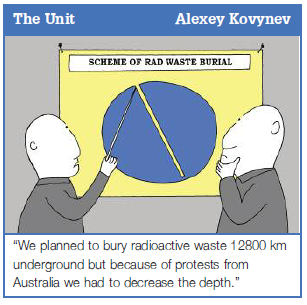 The Unit Alexey Kovynev
SCHEME OF RAD WASTE BURIAL
“We planned to bury radioactive waste 12800 km
underground but because of protests from
Australia we had to decrease the depth.”